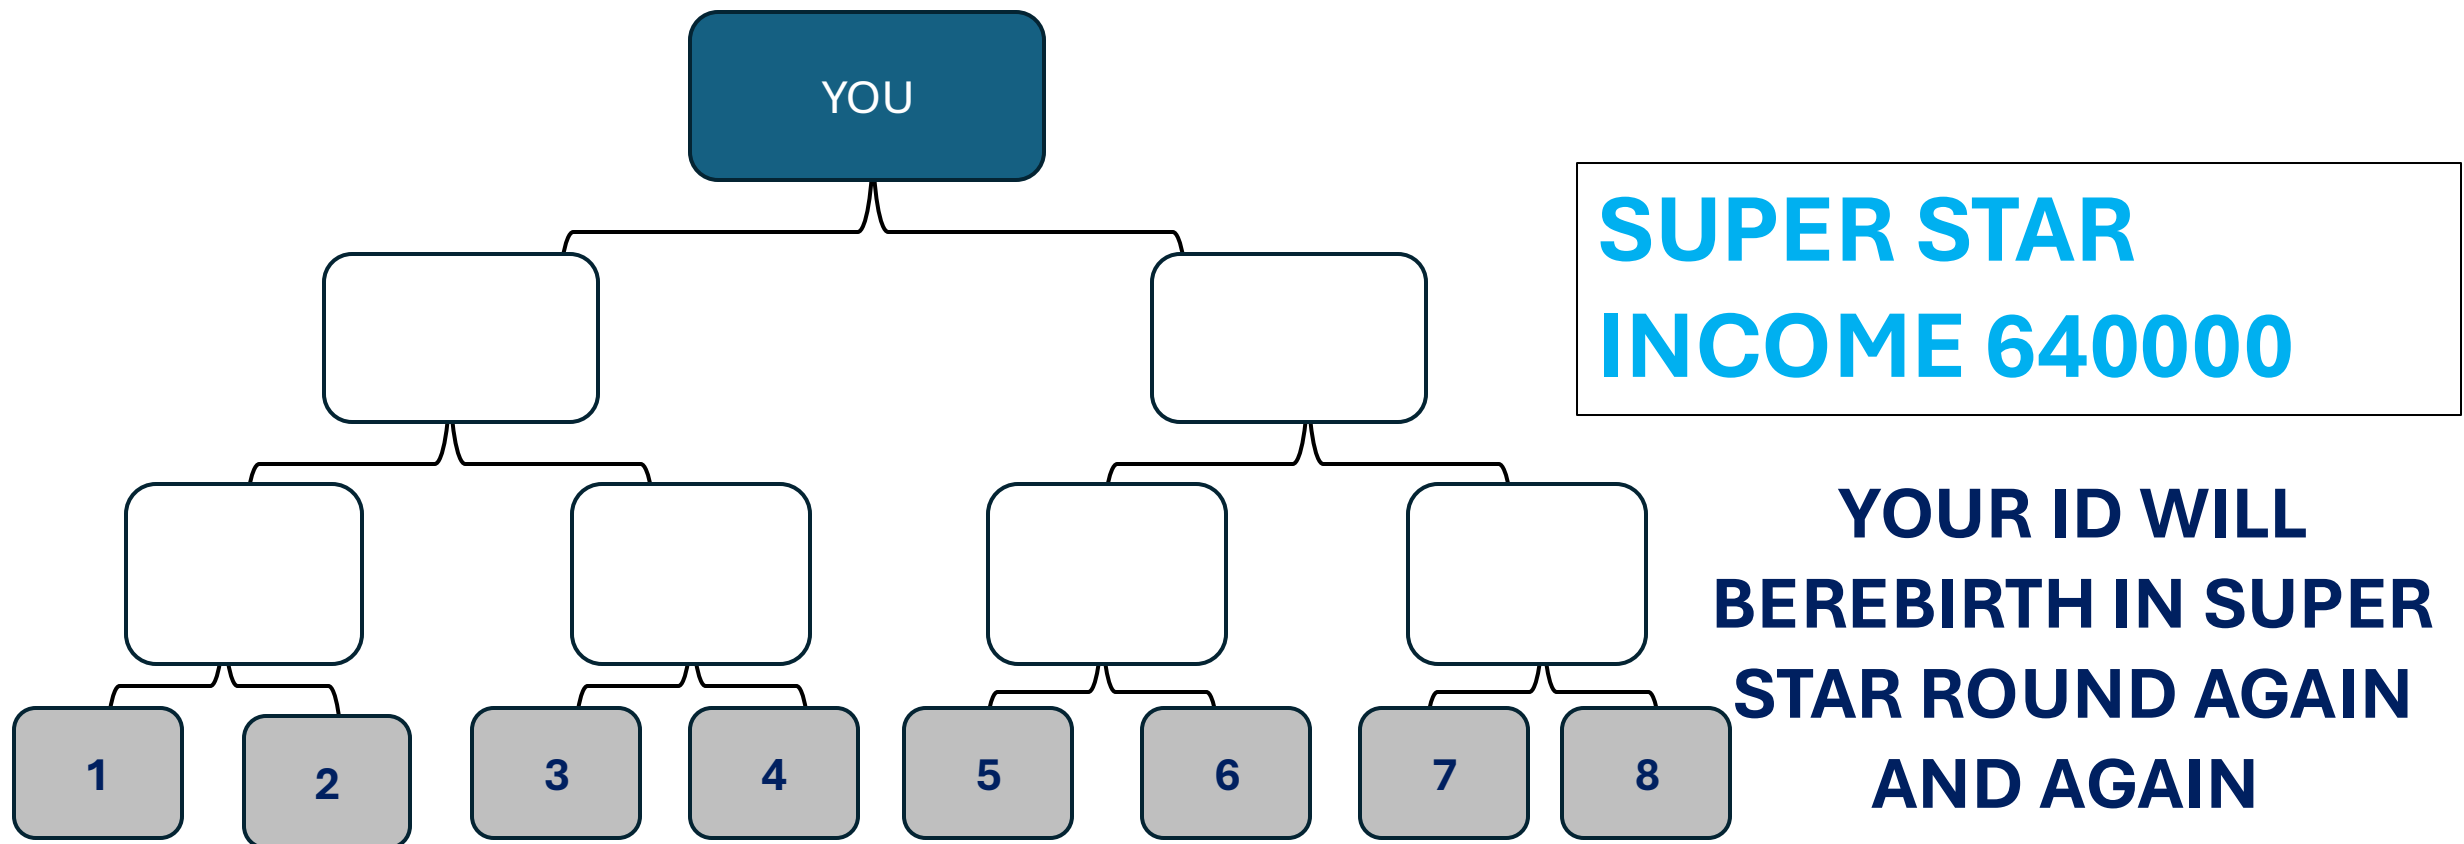 YOU
SUPER STAR
INCOME 640000
YOUR ID WILL
BEREBIRTH IN SUPER
STAR ROUND AGAIN
AND AGAIN
1
2
3
4
5
6
7
8